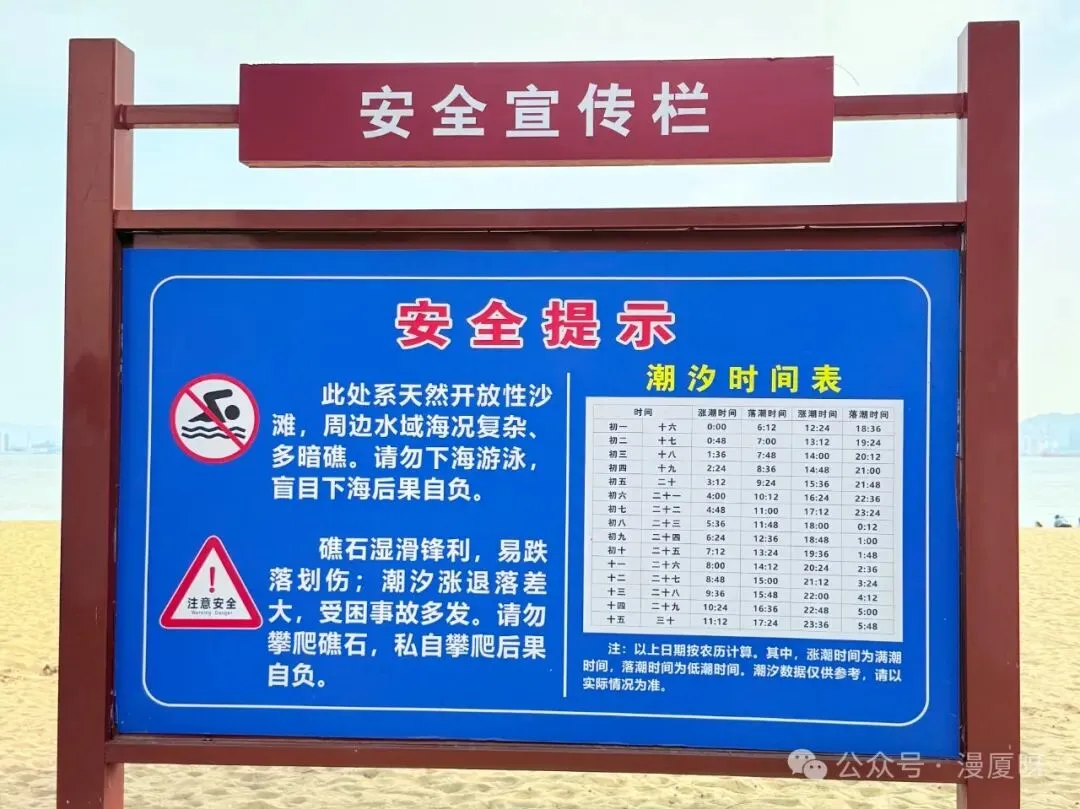 安全宣传栏
安全提示
此处系天然开放性沙
滩，周边水域海况复杂、
多暗礁。请勿下海游泳，
盲目下海后果自负。
注意安全
Warning Danger
礁石湿滑锋利，易跌
落划伤；潮汐涨退落差
大，受困事故多发。请勿
攀爬礁石，私自攀爬后果
自负。
潮汐时间表
时间 涨潮时间 落潮时间 涨潮时间 落潮时间
初一 十六 0:00 6:12 12:24 18:36
初二 十七 0:48 7:00 13:12 19:24
初三 十八 1:36 7:48 14:00 20:12
初四 十九 2:24 8:36 14:48 21:00
初五 二十 3:12 9:24 15:36 21:48
初六 二十一 4:00 10:12 16:24 22:36
初七 二十二 4:48 11:00 17:12 23:24
初八 二十三 5:36 11:48 18:00 0:12
初九 二十四 6:24 12:36 18:48 1:00
初十 二十五 7:12 13:24 19:36 1:48
十一 二十六 8:00 14:12 20:24 2:36
十二 二十七 8:48 15:00 21:12 3:24
十三 二十八 9:36 15:48 22:00 4:12
十四 二十九 10:24 16:36 22:48 5:00
十五 三十 11:12 17:24 23:36 5:48
注：以上日期按农历计算。其中，涨潮时间为满潮
时间，落潮时间为低潮时间。潮汐数据仅供参考，请以
实际情况为准。
公众号·漫厦呀